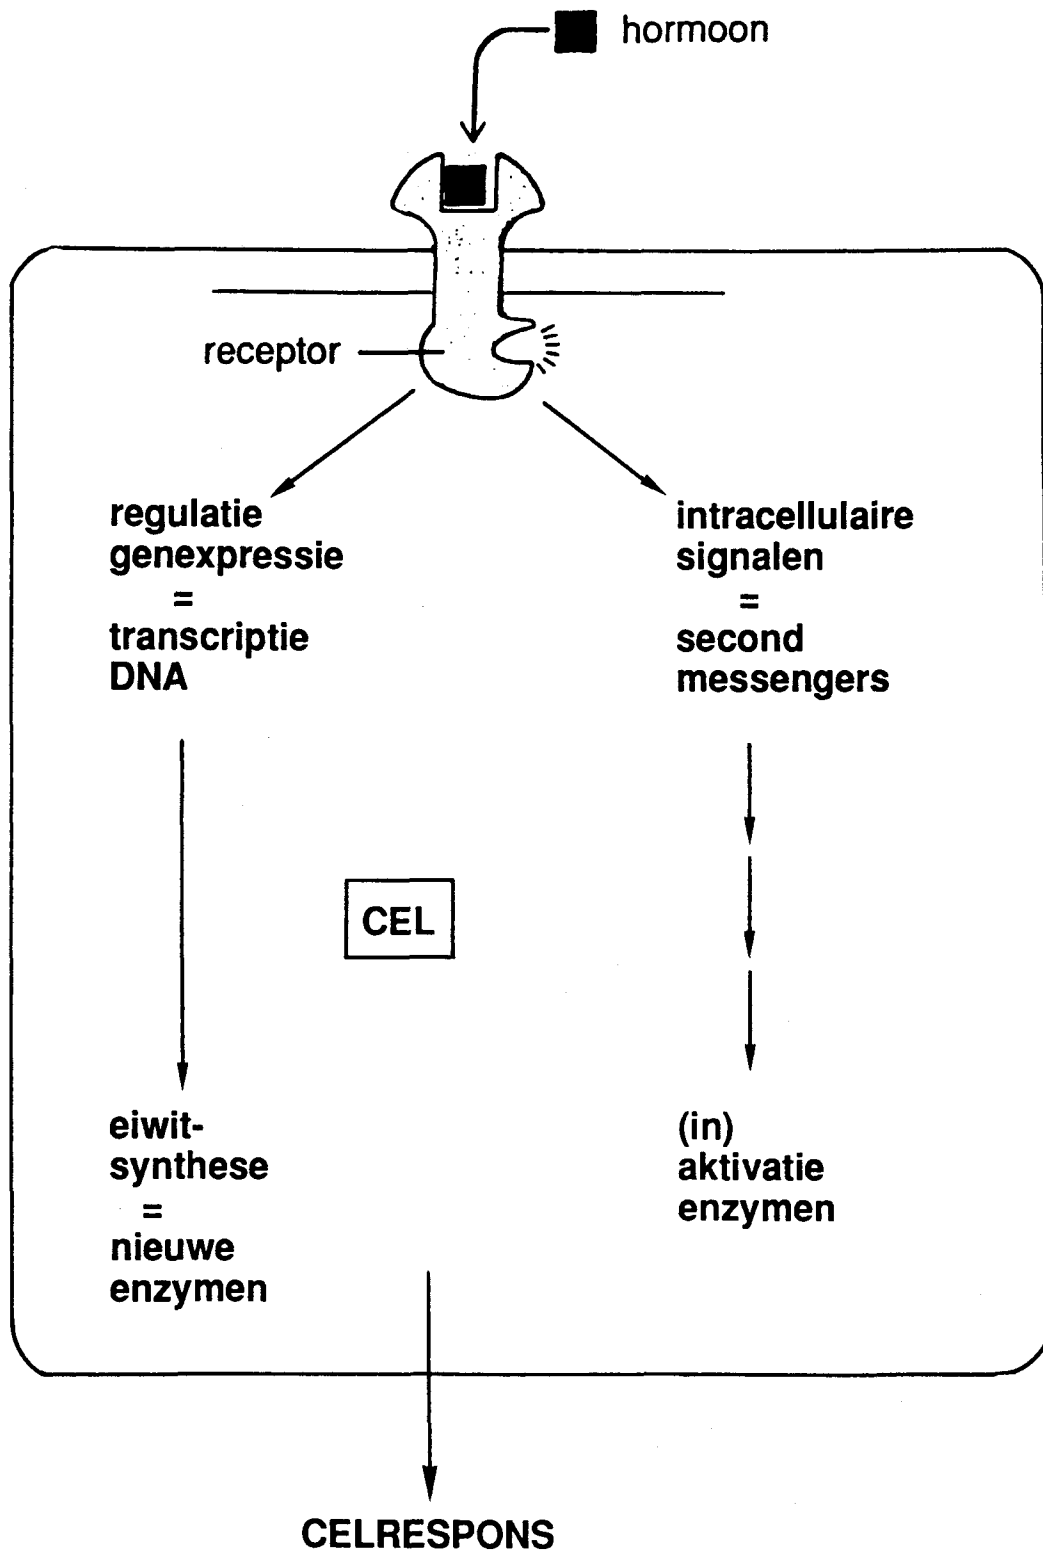 hormoon
receptor
regulatie
genexpressie
=
transcriptie
DNA
intracellulaire
signalen
=
second
messengers
CEL
eiwit-
synthese
=
nieuwe
enzymen
(in)
aktivatie
enzymen
CELRESPONS